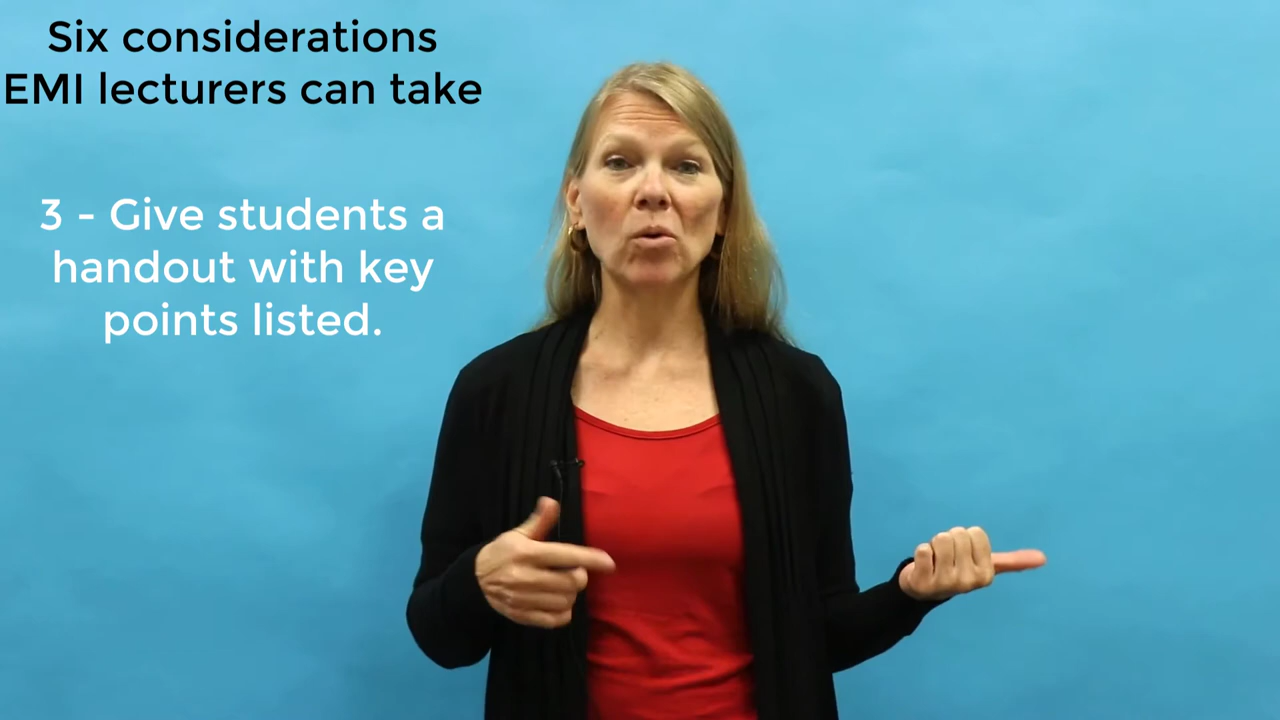 Six considerations
EMI lecturers can take
3 - Give students a
handout with key
points listed.